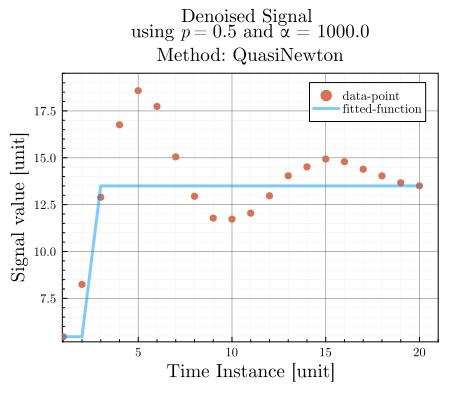 Denoised Signal
using p = 0.5 and α = 1000.0
Method: QuasiNewton
data-point
fitted-function
Signal value [unit]
17.5
15.0
12.5
10.0
7.5
5
10
15
20
Time Instance [unit]